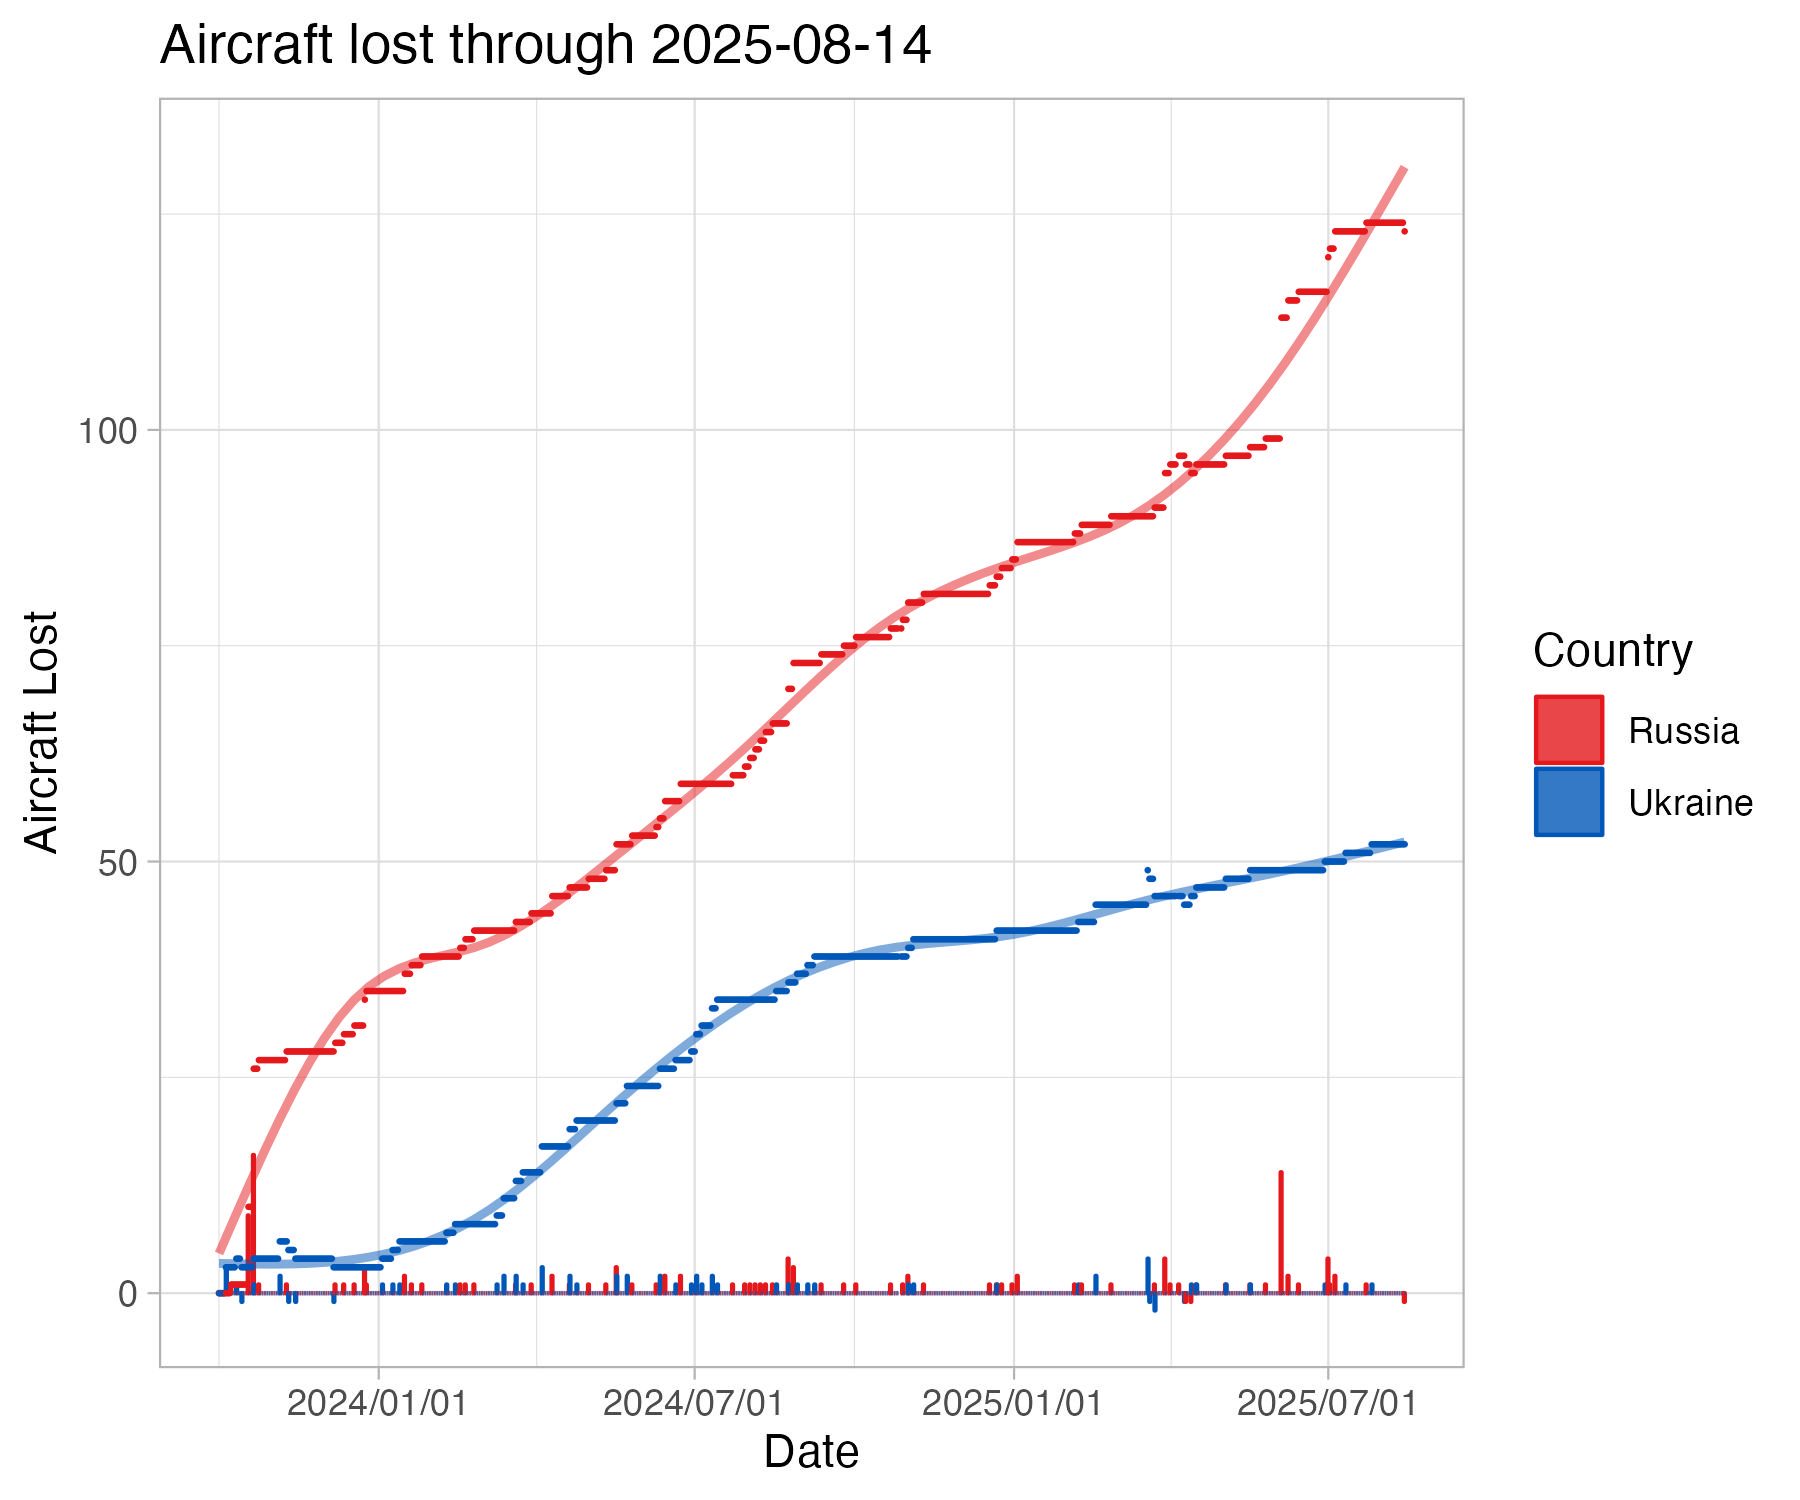 Aircraft lost through 2025-08-14
Aircraft Lost
100
50
0
2024/01/01
2024/07/01
2025/01/01
2025/07/01
Date
Country
Russia
Ukraine